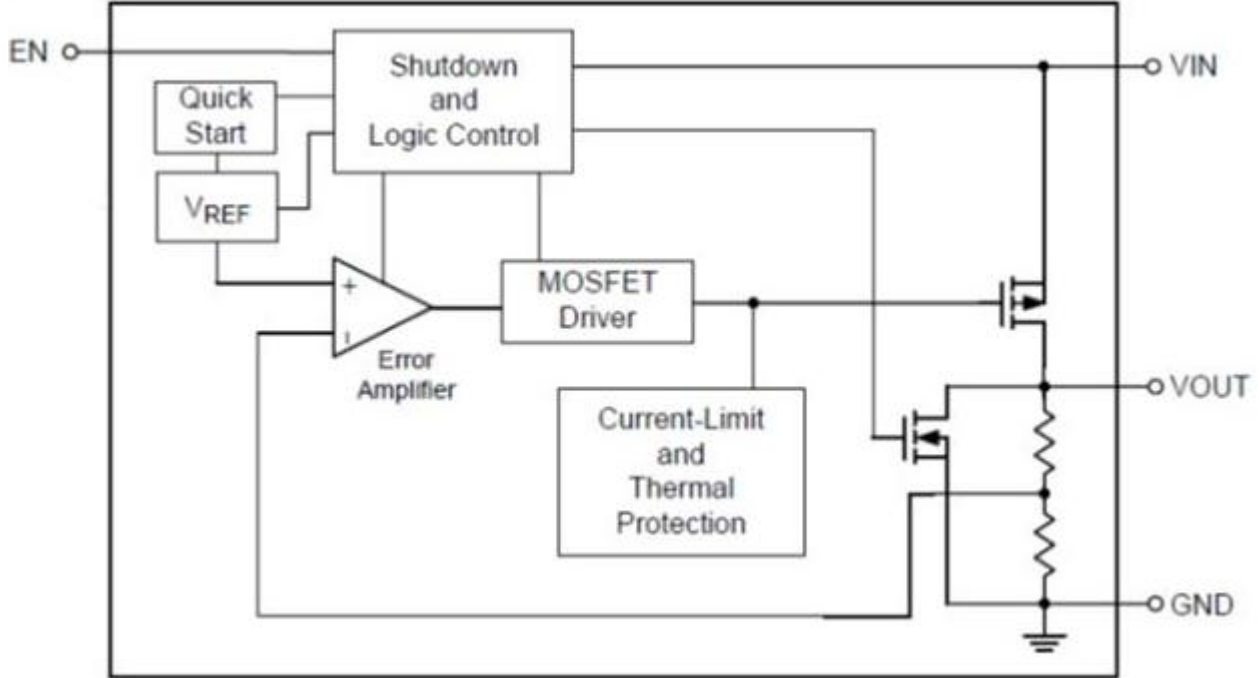 EN
Shutdown
and
Logic Control
VIN
Quick
Start
VREF
+
MOSFET
Driver
Error
Amplifier
VOUT
Current-Limit
and
Thermal
Protection
GND